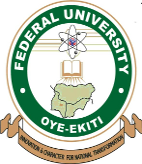 FEDERAL UNIVERSITY
OYE-EKITI
INNOVATION & CHARACTER FOR NATIONAL TRANSFORMATION